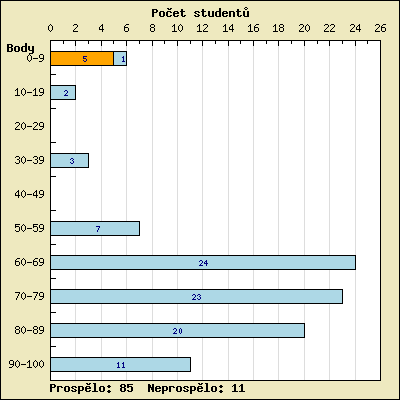 Počet studentů
0 2 4 6 8 10 12 14 16 18 20 22 24 26
Body
0-9 5 1
10-19 2
20-29
30-39 3
40-49
50-59 7
60-69 24
70-79 23
80-89 20
90-100 11
Prospělo: 85 Neprospělo: 11